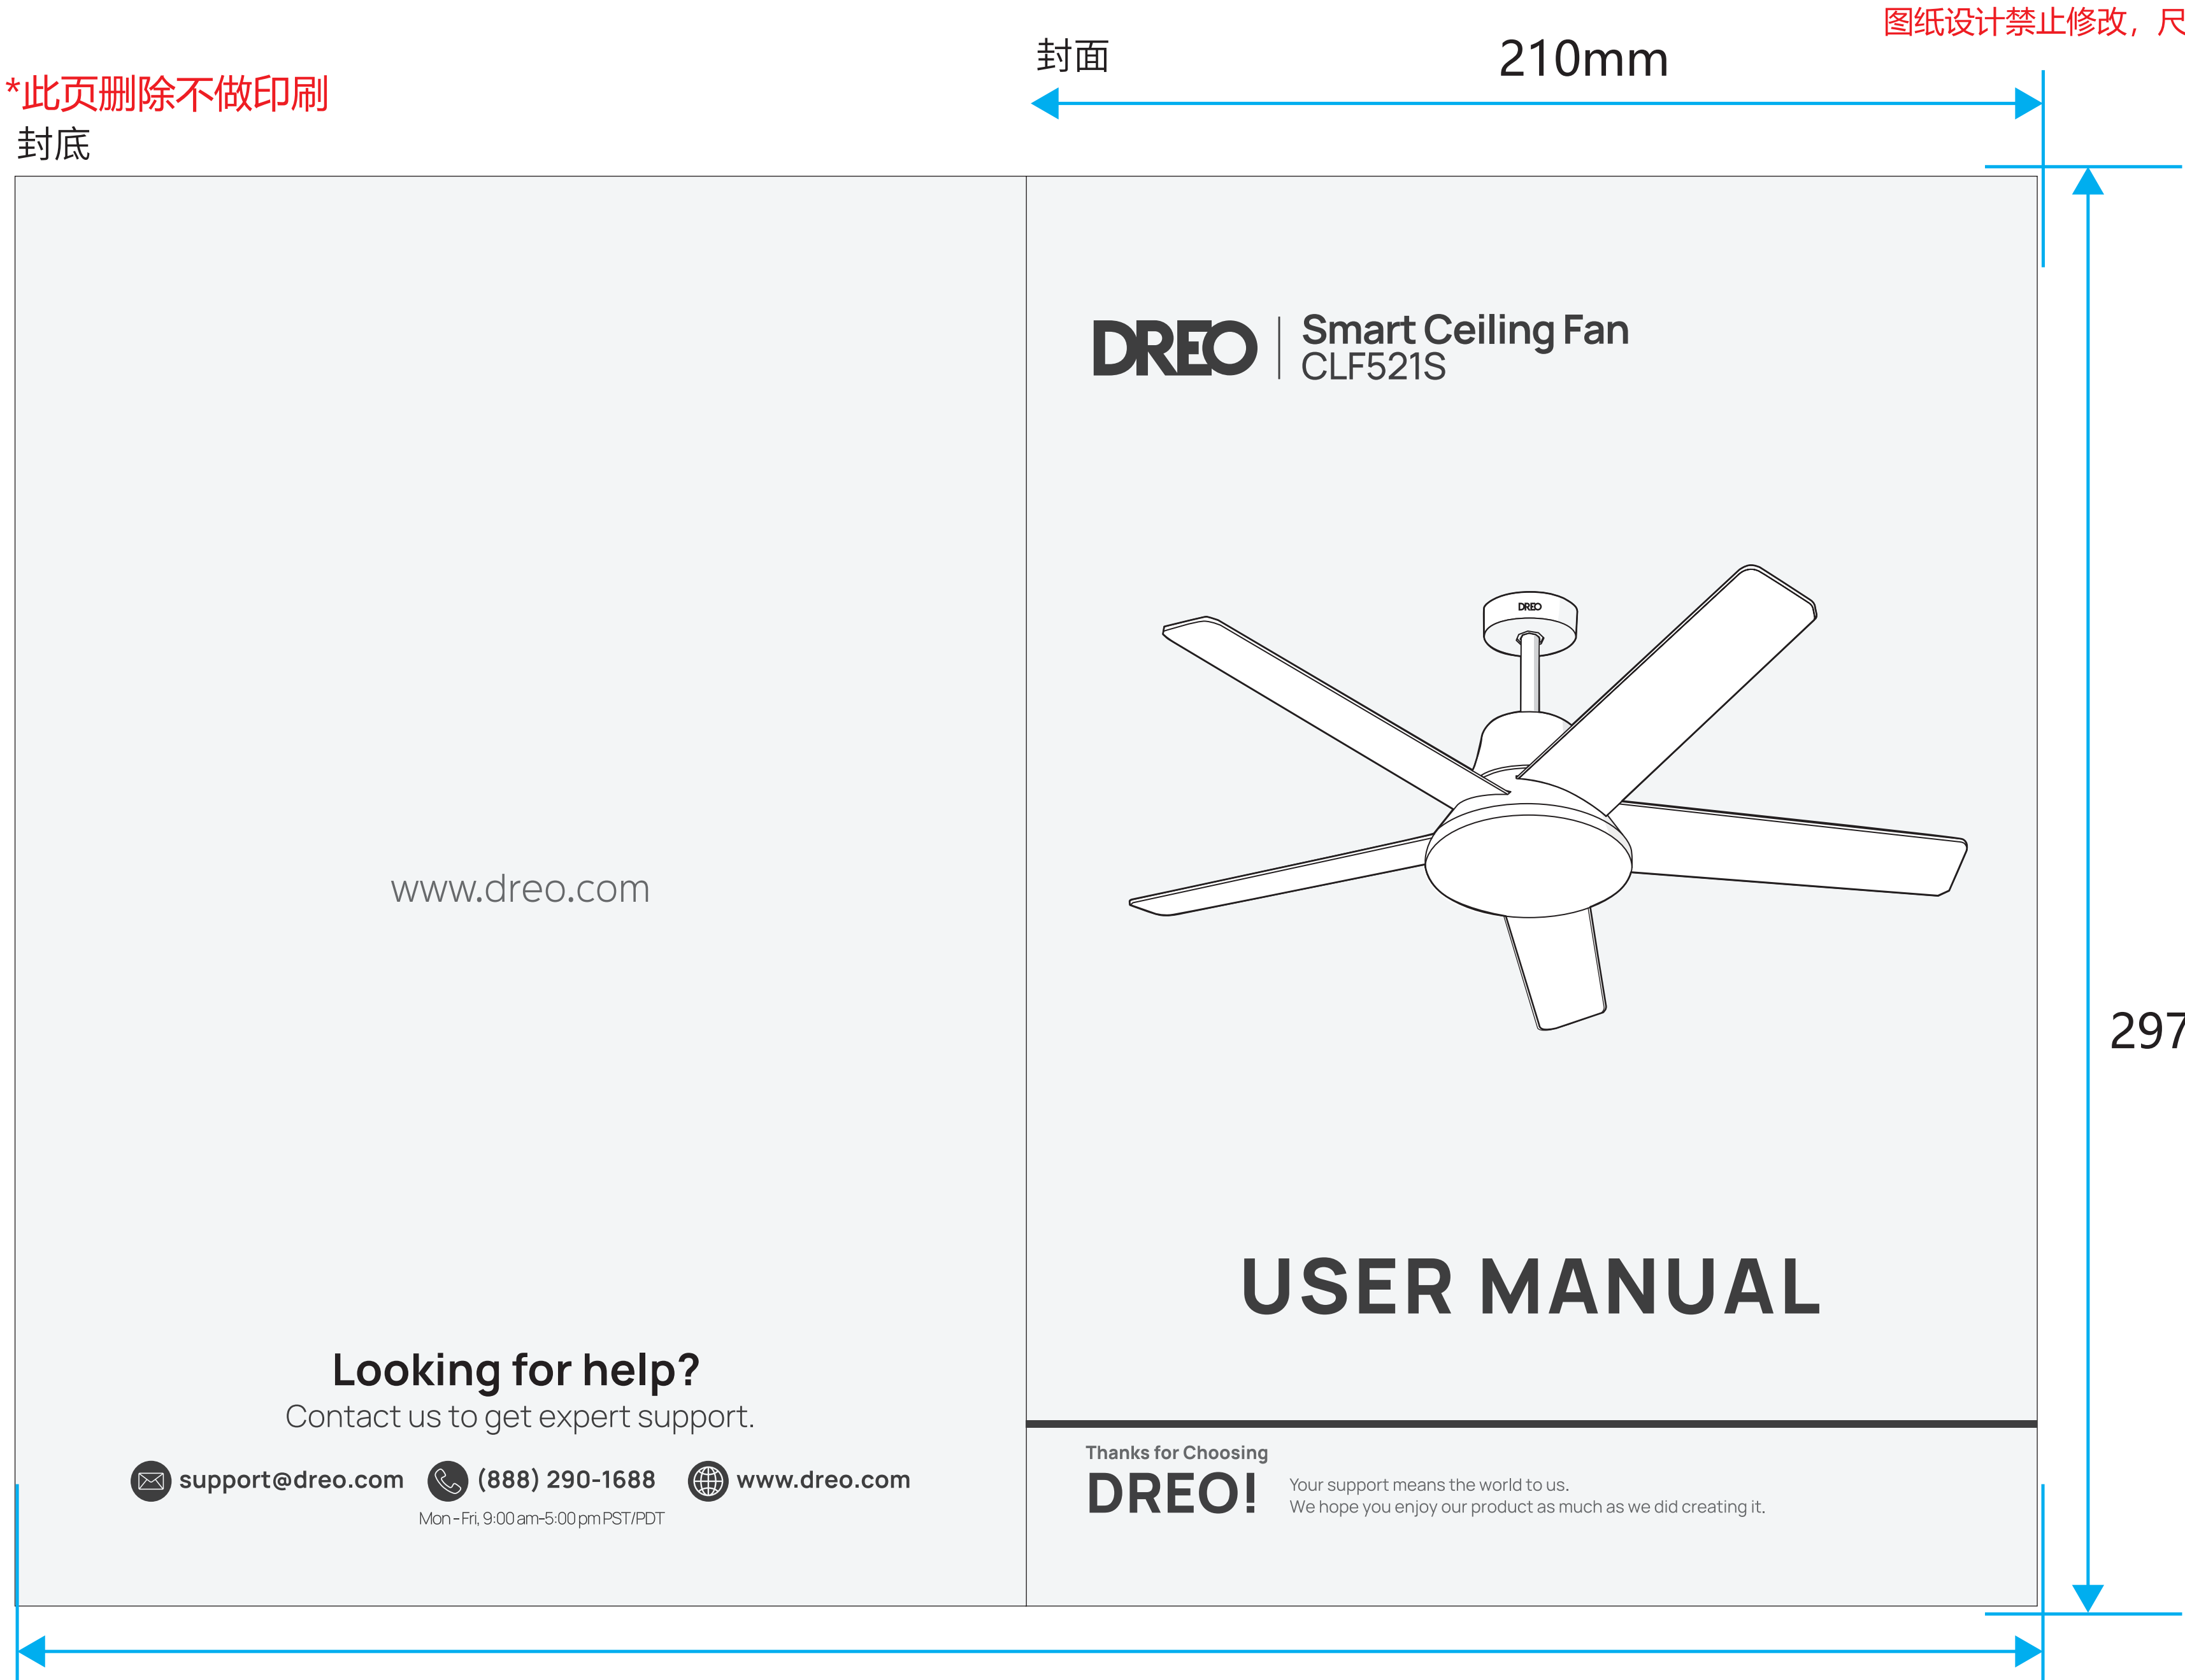 图纸设计禁止修改，尺
封面
210mm
*此页删除不做印刷
封底
DREO
Smart Ceiling Fan
CLF521S
DREO
www.dreo.com
297
USER MANUAL
Looking for help?
Contact us to get expert support.
support@dreo.com (888) 290-1688 www.dreo.com
Mon - Fri, 9:00 am-5:00 pm PST/PDT
Thanks for Choosing
DREO!
Your support means the world to us.
We hope you enjoy our product as much as we did creating it.